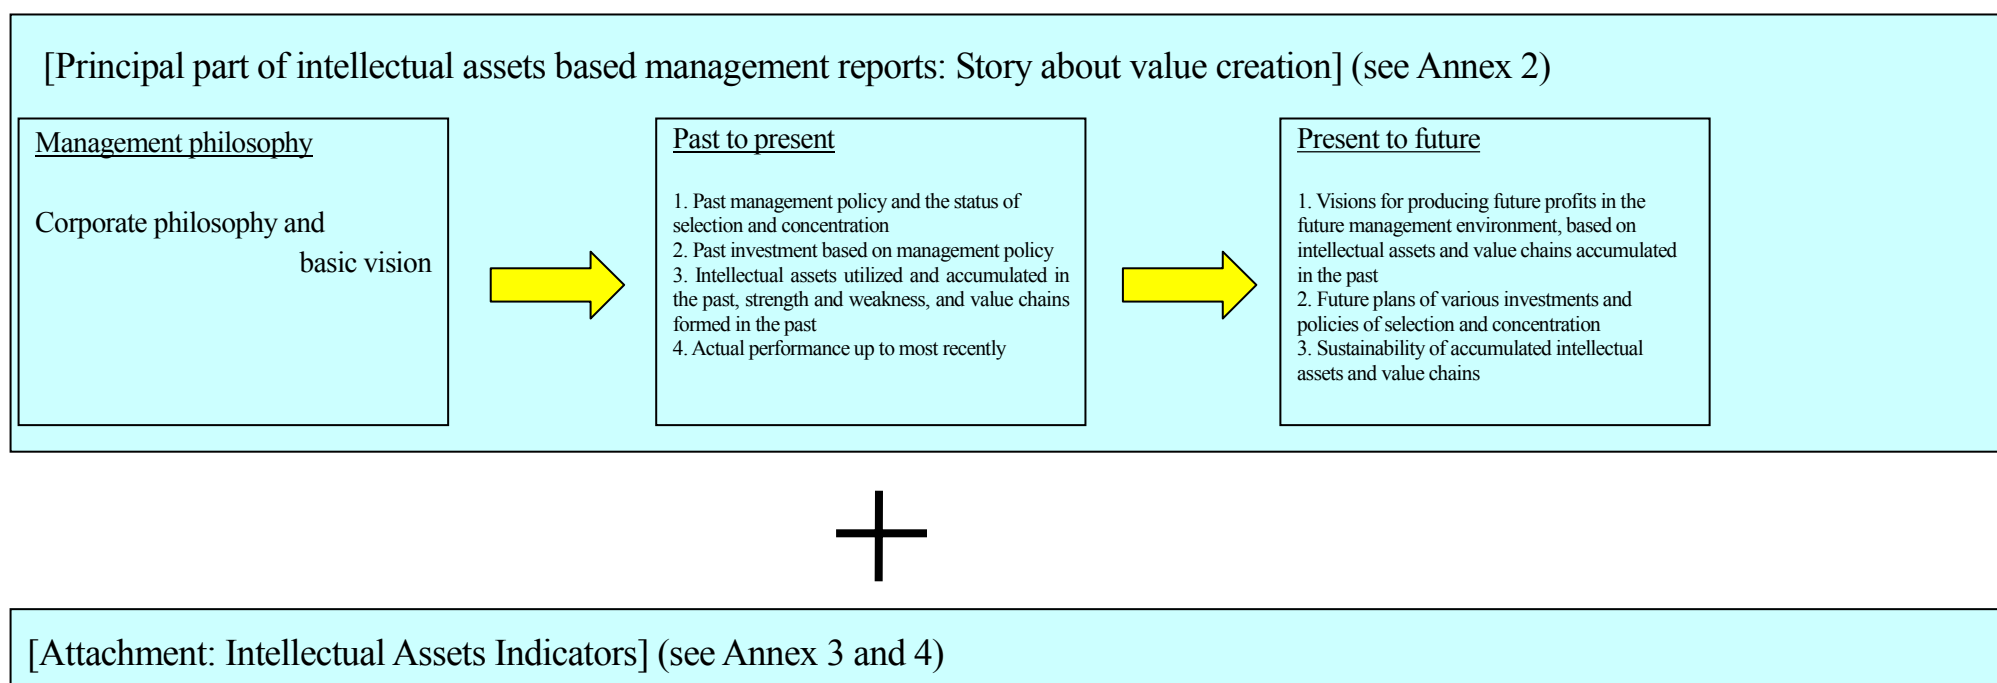 [Principal part of intellectual assets based management reports: Story about value creation] (see Annex 2)
Management philosophy
Corporate philosophy and
basic vision
Past to present
1. Past management policy and the status of
selection and concentration
2. Past investment based on management policy
3. Intellectual assets utilized and accumulated in
the past, strength and weakness, and value chains
formed in the past
4. Actual performance up to most recently
Present to future
1. Visions for producing future profits in the
future management environment, based on
intellectual assets and value chains accumulated
in the past
2. Future plans of various investments and
policies of selection and concentration
3. Sustainability of accumulated intellectual
assets and value chains
[Attachment: Intellectual Assets Indicators] (see Annex 3 and 4)